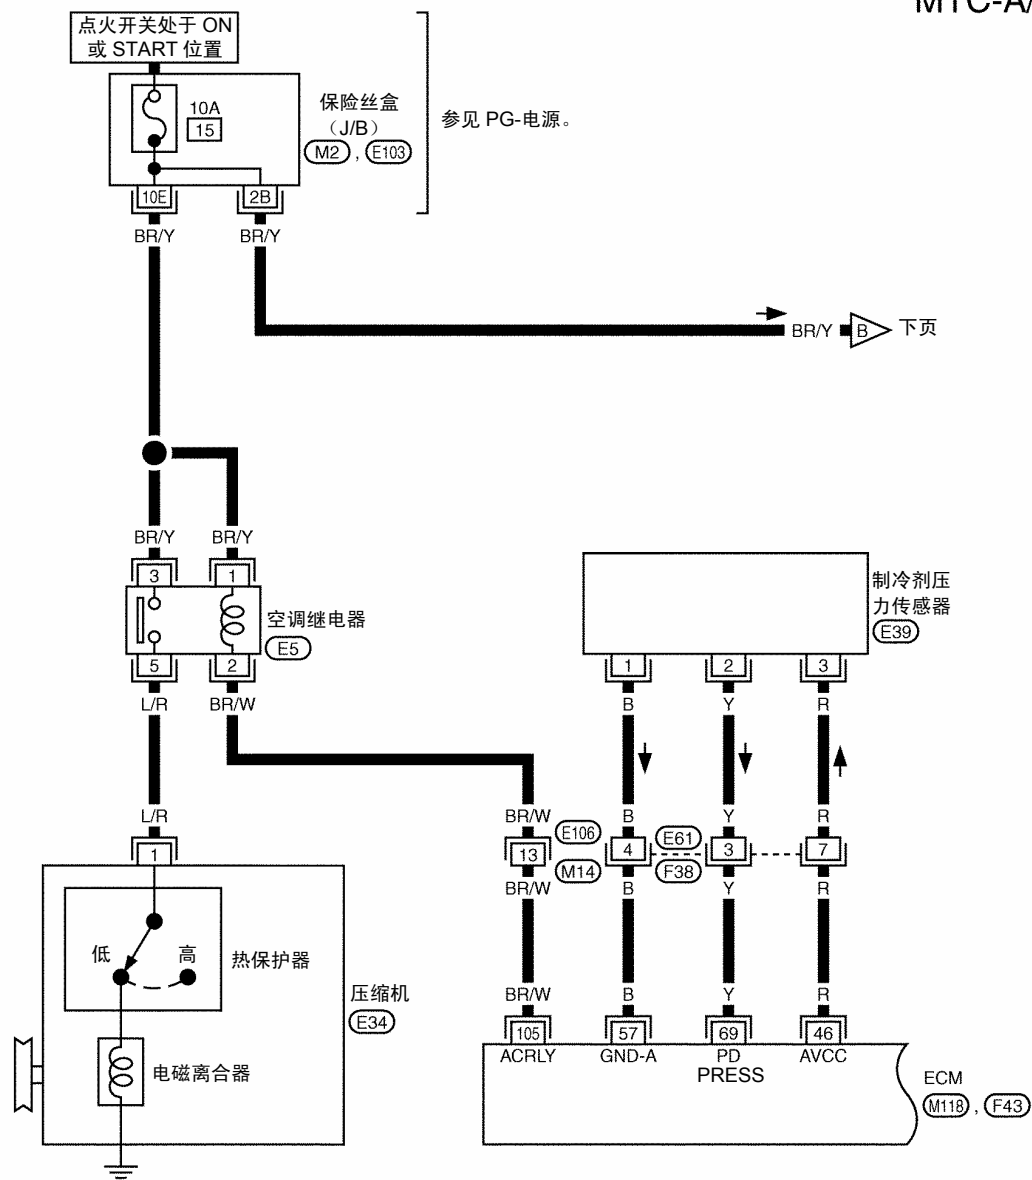 MTC-A/
点火开关处于 ON
或 START 位置
10A
15
保险丝盒
（J/B）
M2 , E103
参见 PG-电源。
10E 2B
BR/Y BR/Y
BR/Y B 下页
BR/Y BR/Y
3 1
空调继电器
E5
5 2
L/R BR/W
制冷剂压
力传感器
E39
1 2 3
B Y R
L/R BR/W B Y R
E106 E61
1 13 4 3 7
M14 F38
BR/W B Y R
低 高 热保护器
压缩机
E34
电磁离合器
BR/W B Y R
105 57 69 46
ACRLY GND-A PD AVCC
PRESS
ECM
M118 , F43